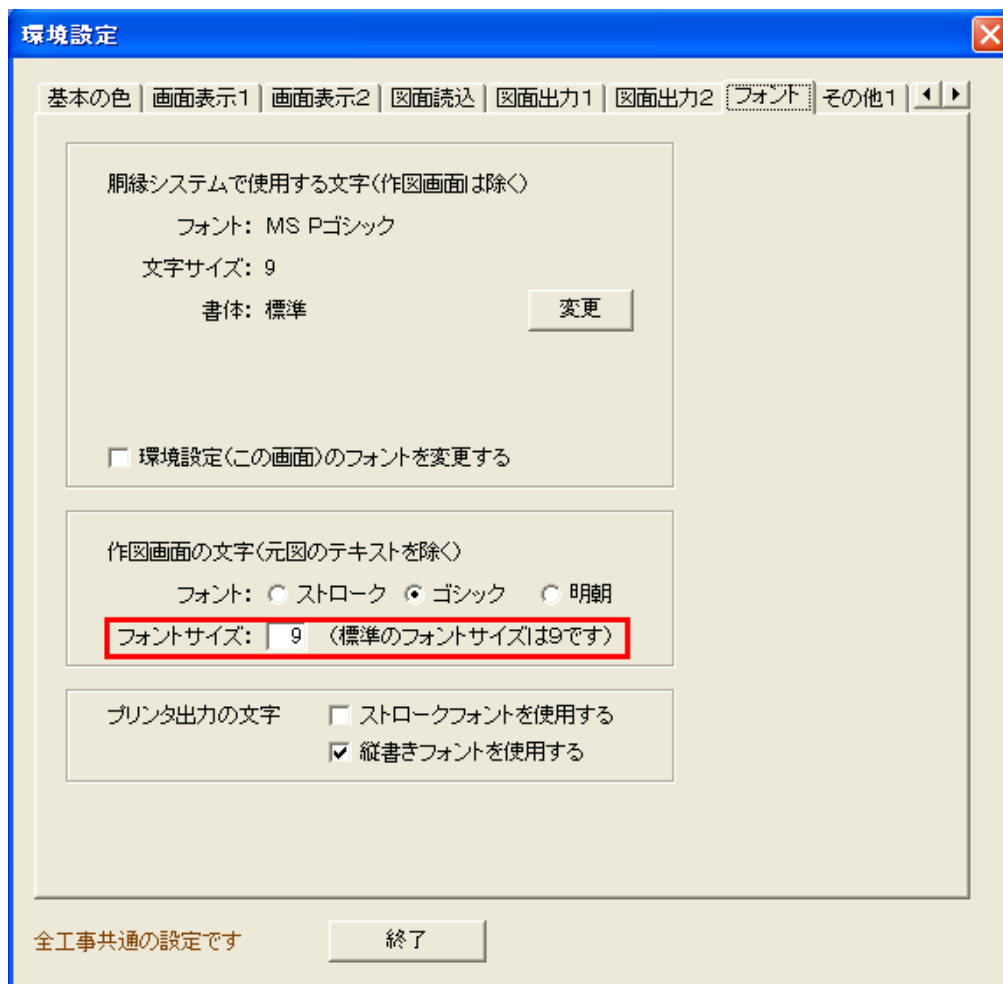 環境設定
基本の色 画面表示1 画面表示2 図面読込 図面出力1 図面出力2 フォント その他1
胴縁システムで使用する文字(作図画面は除く)
フォント: MS Pゴシック
文字サイズ: 9
書体: 標準 変更
環境設定(この画面)のフォントを変更する
作図画面の文字(元図のテキストを除く)
フォント: ストローク ゴシック 明朝
フォントサイズ: 9 (標準のフォントサイズは9です)
プリンタ出力の文字 ストロークフォントを使用する
縦書きフォントを使用する
全工事共通の設定です 終了